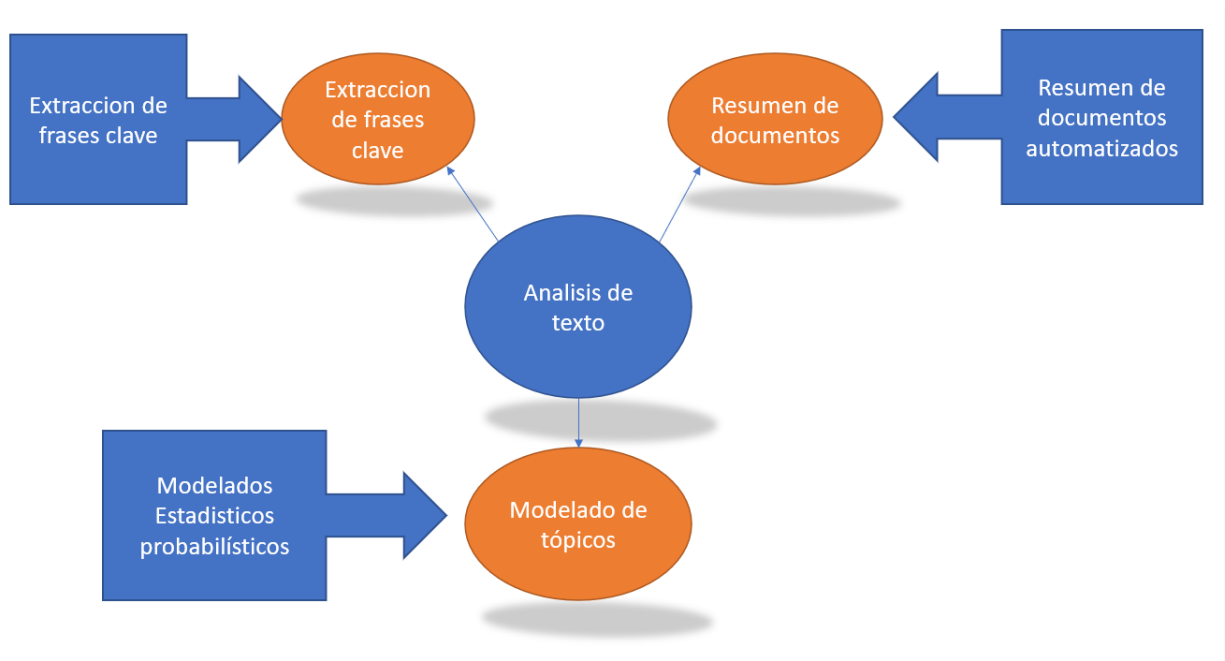 Extraccion de
frases clave
Extraccion
de frases
clave
Resumen de
documentos
Resumen de
documentos
automatizados
Analisis de
texto
Modelados
Estadisticos
probabilísticos
Modelado de
tópicos